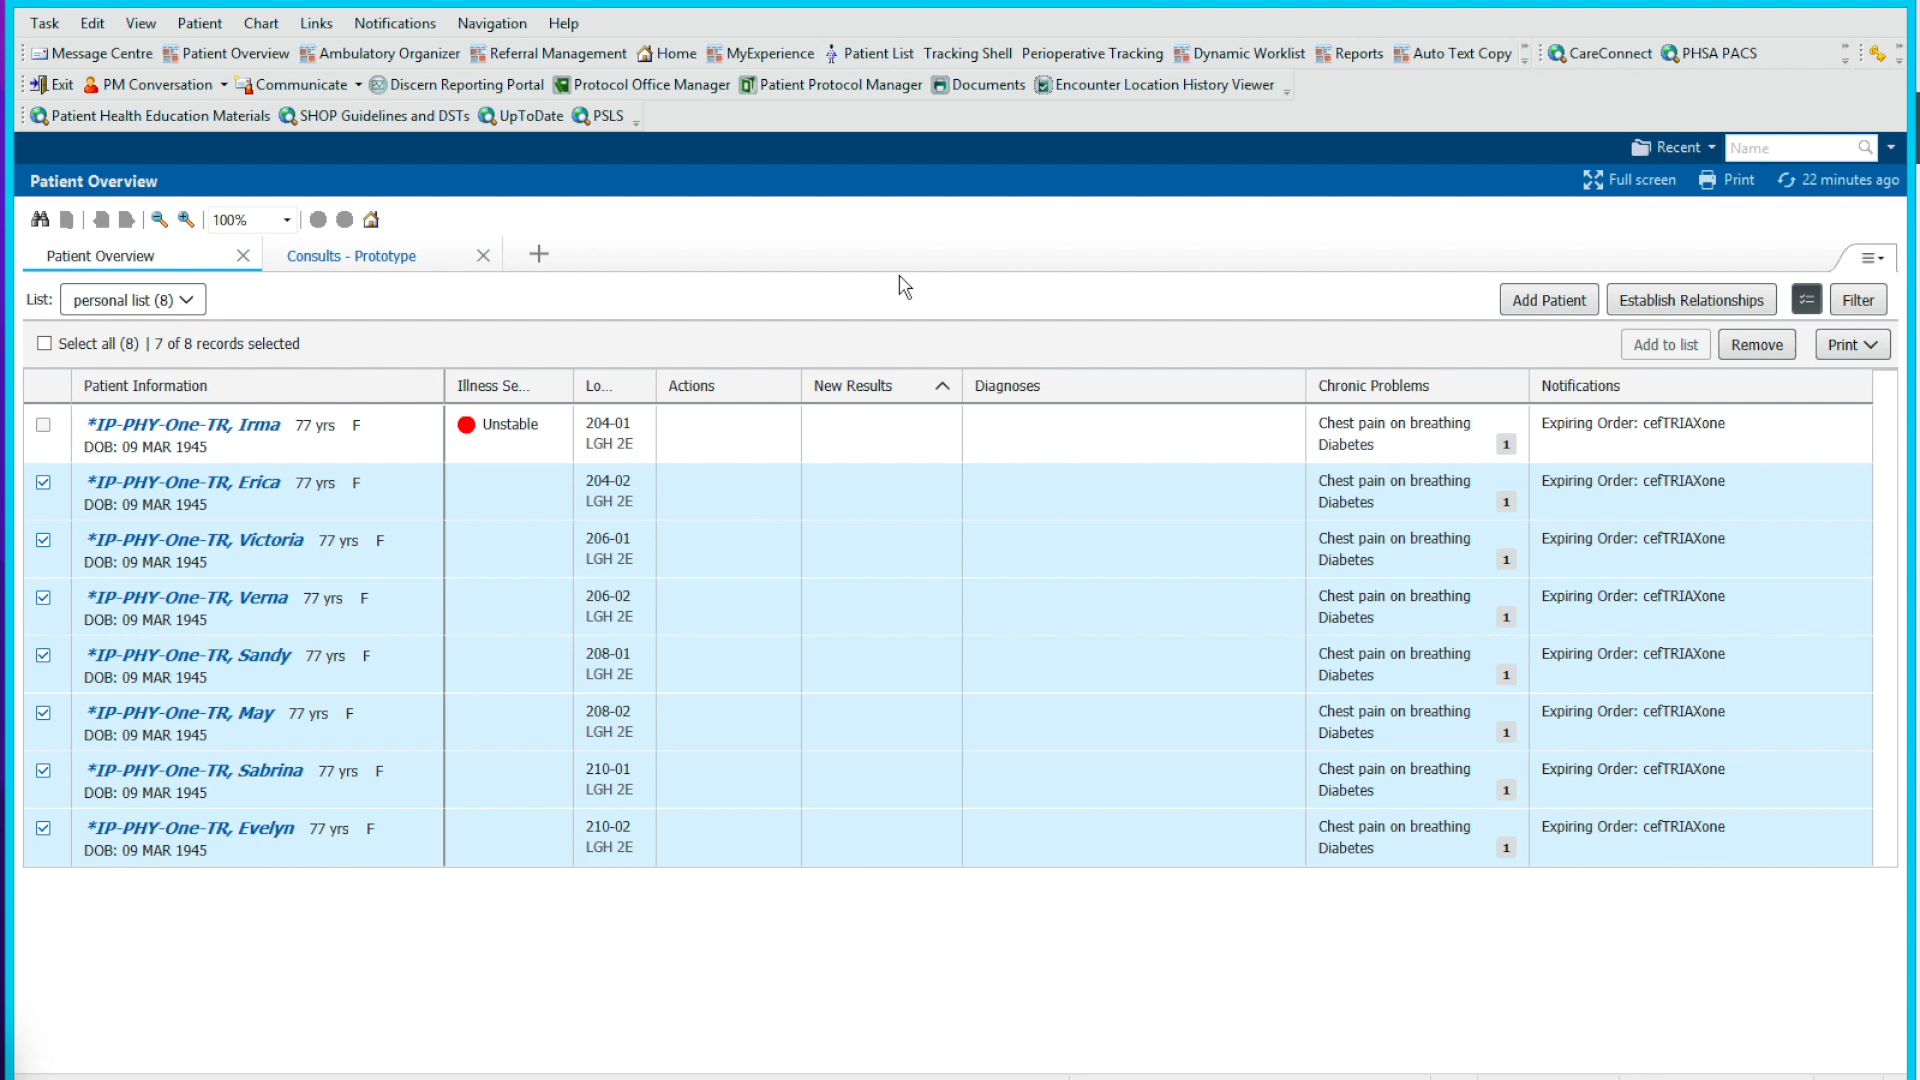 Task Edit View Patient Chart Links Notifications Navigation Help
Message Centre Patient Overview Ambulatory Organizer Referral Management Home MyExperience Patient List Tracking Shell Perioperative Tracking Dynamic Worklist Reports Auto Text Copy CareConnect PHSA PACS
Exit PM Conversation Communicate Discern Reporting Portal Protocol Office Manager Patient Protocol Manager Documents Encounter Location History Viewer
Patient Health Education Materials SHOP Guidelines and DSTs UpToDate PSLS
Recent Name
Patient Overview Full screen Print 22 minutes ago
100%
Patient Overview Consults - Prototype
List: personal list (8) Add Patient Establish Relationships Filter
Select all (8) | 7 of 8 records selected Add to list Remove Print
Patient Information Illness Se... Lo... Actions New Results Diagnoses Chronic Problems Notifications
*IP-PHY-One-TR, Irma 77 yrs F Unstable 204-01 Chest pain on breathing Expiring Order: cefTRIAXone
DOB: 09 MAR 1945 LGH 2E Diabetes 1
*IP-PHY-One-TR, Erica 77 yrs F 204-02 Chest pain on breathing Expiring Order: cefTRIAXone
DOB: 09 MAR 1945 LGH 2E Diabetes 1
*IP-PHY-One-TR, Victoria 77 yrs F 206-01 Chest pain on breathing Expiring Order: cefTRIAXone
DOB: 09 MAR 1945 LGH 2E Diabetes 1
*IP-PHY-One-TR, Verna 77 yrs F 206-02 Chest pain on breathing Expiring Order: cefTRIAXone
DOB: 09 MAR 1945 LGH 2E Diabetes 1
*IP-PHY-One-TR, Sandy 77 yrs F 208-01 Chest pain on breathing Expiring Order: cefTRIAXone
DOB: 09 MAR 1945 LGH 2E Diabetes 1
*IP-PHY-One-TR, May 77 yrs F 208-02 Chest pain on breathing Expiring Order: cefTRIAXone
DOB: 09 MAR 1945 LGH 2E Diabetes 1
*IP-PHY-One-TR, Sabrina 77 yrs F 210-01 Chest pain on breathing Expiring Order: cefTRIAXone
DOB: 09 MAR 1945 LGH 2E Diabetes 1
*IP-PHY-One-TR, Evelyn 77 yrs F 210-02 Chest pain on breathing Expiring Order: cefTRIAXone
DOB: 09 MAR 1945 LGH 2E Diabetes 1